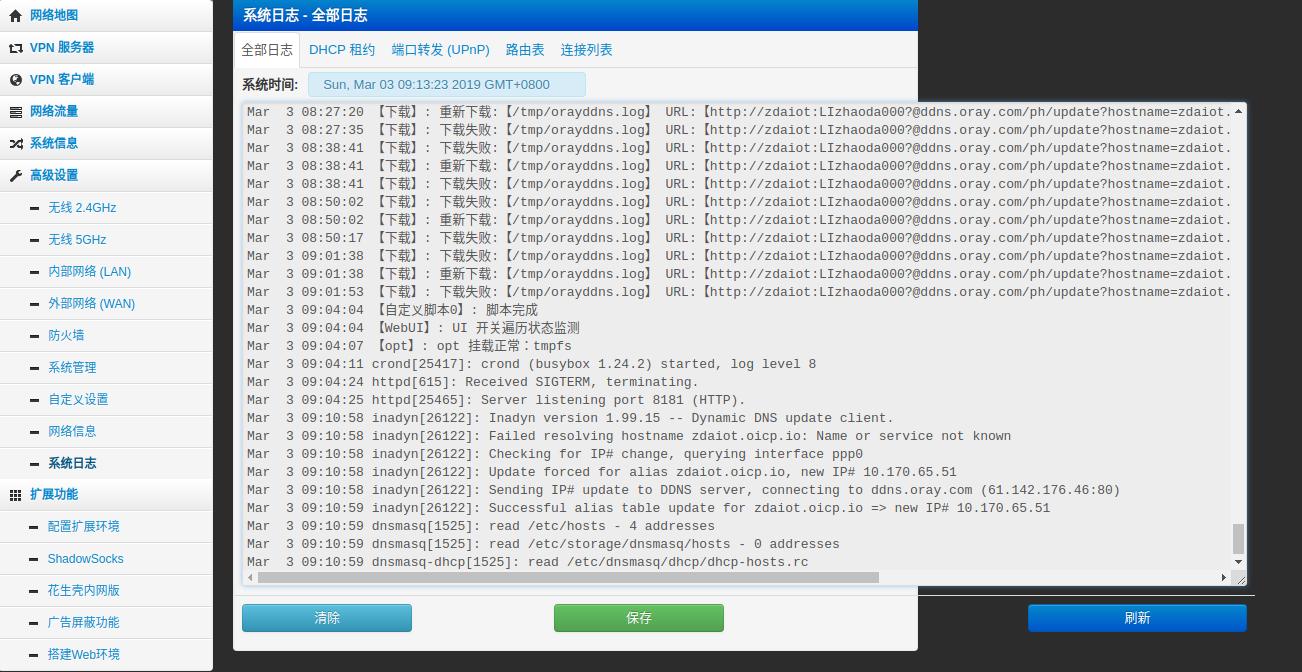 网络地图
VPN 服务器
VPN 客户端
网络流量
系统信息
高级设置
无线 2.4GHz
无线 5GHz
内部网络 (LAN)
外部网络 (WAN)
防火墙
系统管理
自定义设置
网络信息
系统日志
扩展功能
配置扩展环境
ShadowSocks
花生壳内网版
广告屏蔽功能
搭建Web环境
系统日志 - 全部日志
全部日志 DHCP 租约 端口转发 (UPnP) 路由表 连接列表
系统时间: Sun, Mar 03 09:13:23 2019 GMT+0800
Mar  3 08:27:20 【下载】: 重新下载:【/tmp/orayddns.log】 URL:【http://zdaiot:LIzhaoda000?@ddns.oray.com/ph/update?hostname=zdaiot.
Mar  3 08:27:35 【下载】: 下载失败:【/tmp/orayddns.log】 URL:【http://zdaiot:LIzhaoda000?@ddns.oray.com/ph/update?hostname=zdaiot.
Mar  3 08:38:41 【下载】: 下载失败:【/tmp/orayddns.log】 URL:【http://zdaiot:LIzhaoda000?@ddns.oray.com/ph/update?hostname=zdaiot.
Mar  3 08:38:41 【下载】: 重新下载:【/tmp/orayddns.log】 URL:【http://zdaiot:LIzhaoda000?@ddns.oray.com/ph/update?hostname=zdaiot.
Mar  3 08:38:41 【下载】: 下载失败:【/tmp/orayddns.log】 URL:【http://zdaiot:LIzhaoda000?@ddns.oray.com/ph/update?hostname=zdaiot.
Mar  3 08:50:02 【下载】: 下载失败:【/tmp/orayddns.log】 URL:【http://zdaiot:LIzhaoda000?@ddns.oray.com/ph/update?hostname=zdaiot.
Mar  3 08:50:02 【下载】: 重新下载:【/tmp/orayddns.log】 URL:【http://zdaiot:LIzhaoda000?@ddns.oray.com/ph/update?hostname=zdaiot.
Mar  3 08:50:17 【下载】: 下载失败:【/tmp/orayddns.log】 URL:【http://zdaiot:LIzhaoda000?@ddns.oray.com/ph/update?hostname=zdaiot.
Mar  3 09:01:38 【下载】: 下载失败:【/tmp/orayddns.log】 URL:【http://zdaiot:LIzhaoda000?@ddns.oray.com/ph/update?hostname=zdaiot.
Mar  3 09:01:38 【下载】: 重新下载:【/tmp/orayddns.log】 URL:【http://zdaiot:LIzhaoda000?@ddns.oray.com/ph/update?hostname=zdaiot.
Mar  3 09:01:53 【下载】: 下载失败:【/tmp/orayddns.log】 URL:【http://zdaiot:LIzhaoda000?@ddns.oray.com/ph/update?hostname=zdaiot.
Mar  3 09:04:04 【自定义脚本0】: 脚本完成
Mar  3 09:04:04 【WebUI】: UI 开关遍历状态监测
Mar  3 09:04:07 【opt】: opt 挂载正常：tmpfs
Mar  3 09:04:11 crond[25417]: crond (busybox 1.24.2) started, log level 8
Mar  3 09:04:24 httpd[615]: Received SIGTERM, terminating.
Mar  3 09:04:25 httpd[25465]: Server listening port 8181 (HTTP).
Mar  3 09:10:58 inadyn[26122]: Inadyn version 1.99.15 -- Dynamic DNS update client.
Mar  3 09:10:58 inadyn[26122]: Failed resolving hostname zdaiot.oicp.io: Name or service not known
Mar  3 09:10:58 inadyn[26122]: Checking for IP# change, querying interface ppp0
Mar  3 09:10:58 inadyn[26122]: Update forced for alias zdaiot.oicp.io, new IP# 10.170.65.51
Mar  3 09:10:58 inadyn[26122]: Sending IP# update to DDNS server, connecting to ddns.oray.com (61.142.176.46:80)
Mar  3 09:10:58 inadyn[26122]: Successful alias table update for zdaiot.oicp.io => new IP# 10.170.65.51
Mar  3 09:10:59 dnsmasq[1525]: read /etc/hosts - 4 addresses
Mar  3 09:10:59 dnsmasq[1525]: read /etc/storage/dnsmasq/hosts - 0 addresses
Mar  3 09:10:59 dnsmasq-dhcp[1525]: read /etc/dnsmasq/dhcp/dhcp-hosts.rc
清除 保存 刷新